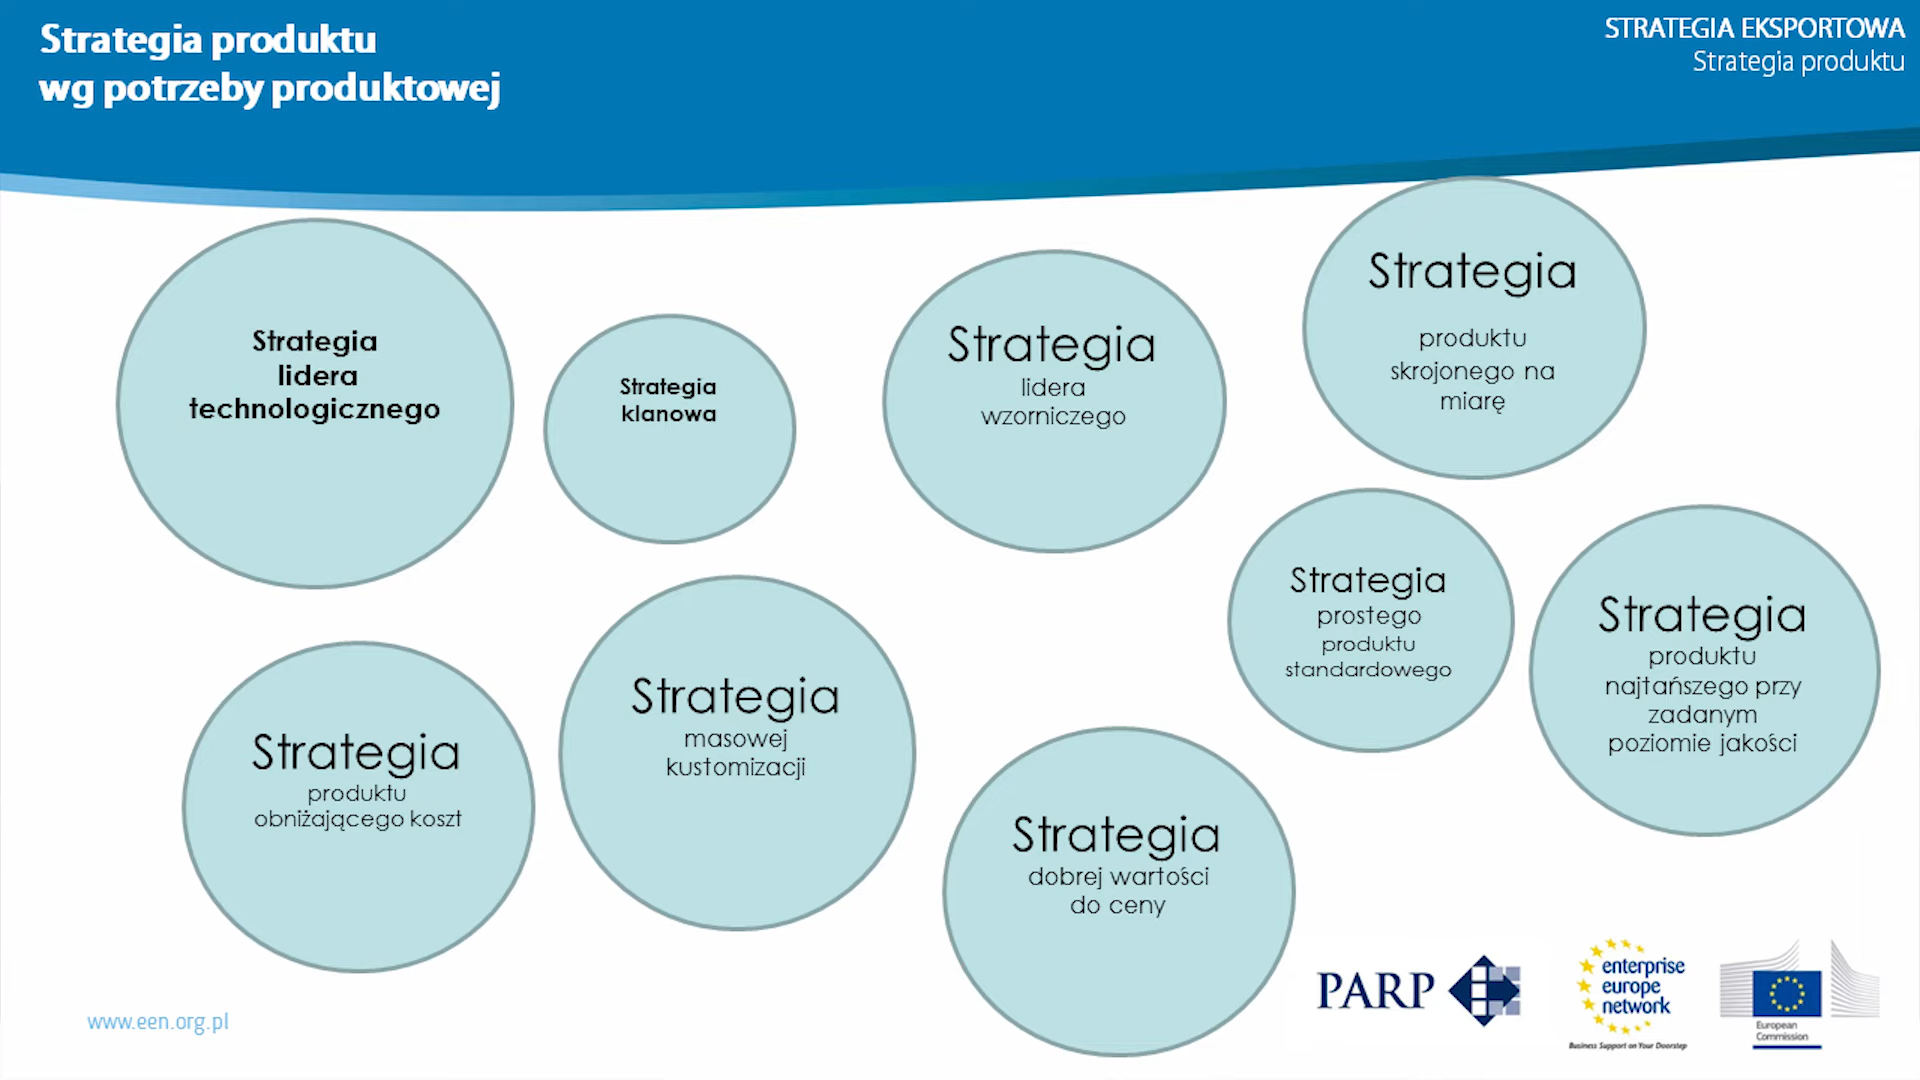 Strategia produktu
wg potrzeby produktowej
STRATEGIA EKSPORTOWA
Strategia produktu
Strategia
lidera
technologicznego
Strategia
klanowa
Strategia
lidera
wzorniczego
Strategia
produktu
skrojonego na
miarę
Strategia
prostego
produktu
standardowego
Strategia
produktu
najtańszego przy
zadanym
poziomie jakości
Strategia
produktu
obniżającego koszt
Strategia
masowej
kustomizacji
Strategia
dobrej wartości
do ceny
www.een.org.pl
PARP
enterprise
europe
network
Business Support on Your Doorstep
European
Commission